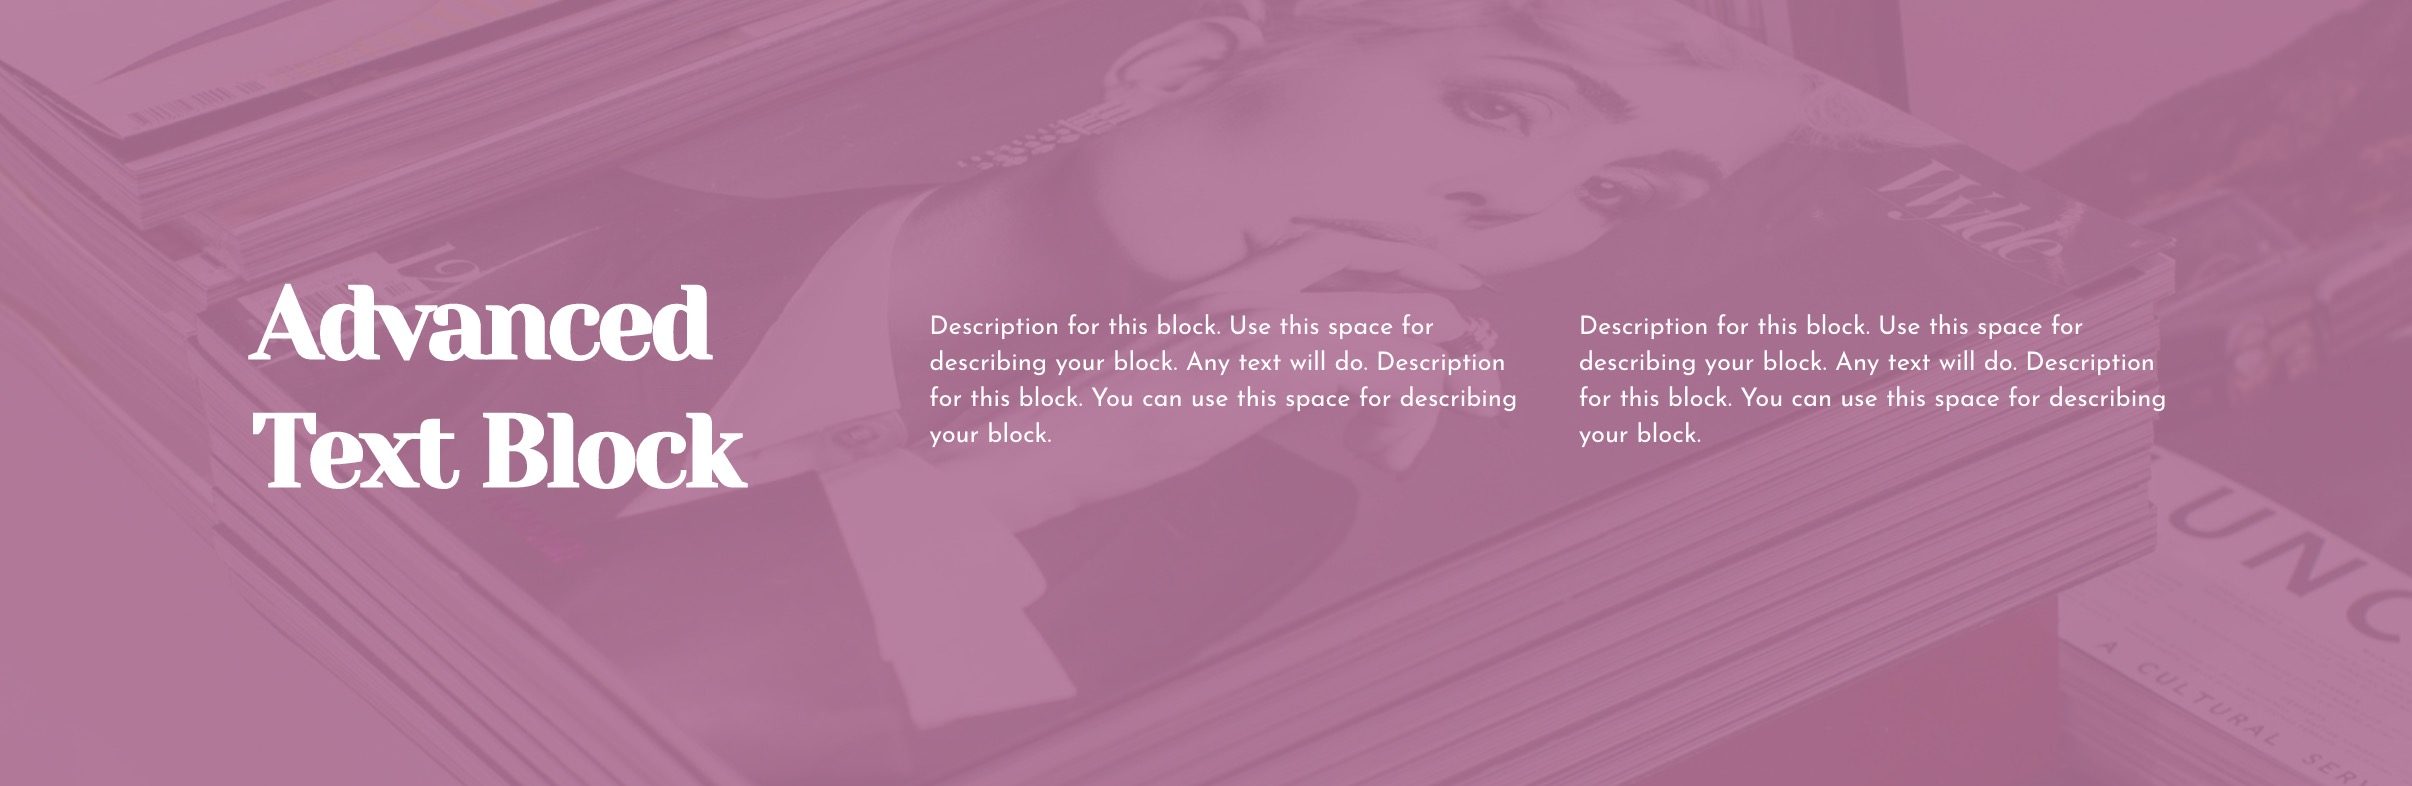 Advanced
Text Block
Description for this block. Use this space for
describing your block. Any text will do. Description
for this block. You can use this space for describing
your block.
Description for this block. Use this space for
describing your block. Any text will do. Description
for this block. You can use this space for describing
your block.
19
Wylde
UNC
A CULTURAL SERV